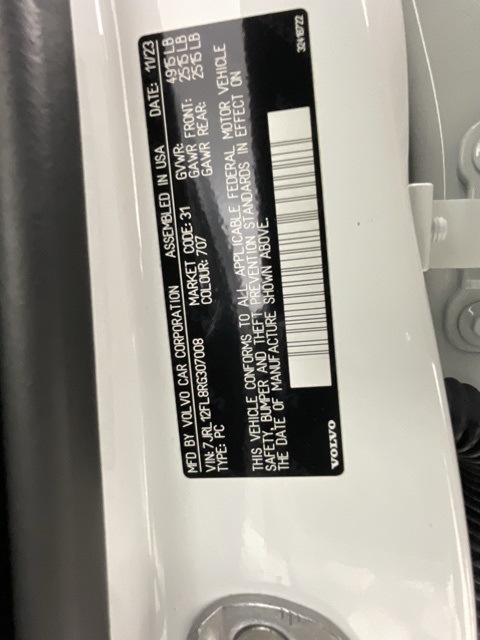 MFD BY VOLVO CAR CORPORATION ASSEMBLED IN USA DATE: 11/23
VIN: 7JRL12FL8RG307008 GVWR: 4915 LB
TYPE: PC MARKET CODE: 31 GAWR FRONT: 2515 LB
COLOUR: 707 GAWR REAR: 2515 LB
THIS VEHICLE CONFORMS TO ALL APPLICABLE FEDERAL MOTOR VEHICLE
SAFETY, BUMPER AND THEFT PREVENTION STANDARDS IN EFFECT ON
THE DATE OF MANUFACTURE SHOWN ABOVE.
VOLVO 32418722